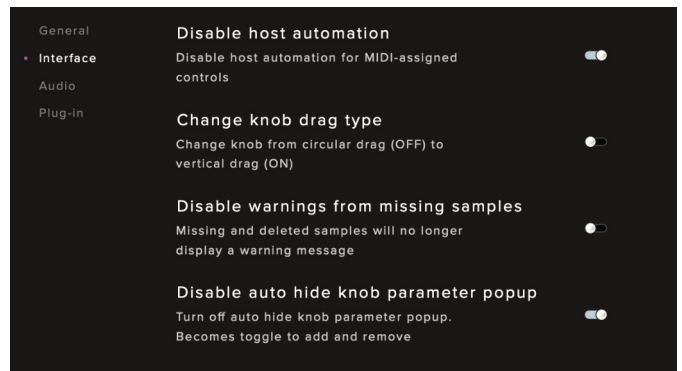 General
Interface
Audio
Plug-in
Disable host automation
Disable host automation for MIDI-assigned
controls
Change knob drag type
Change knob from circular drag (OFF) to
vertical drag (ON)
Disable warnings from missing samples
Missing and deleted samples will no longer
display a warning message
Disable auto hide knob parameter popup
Turn off auto hide knob parameter popup.
Becomes toggle to add and remove